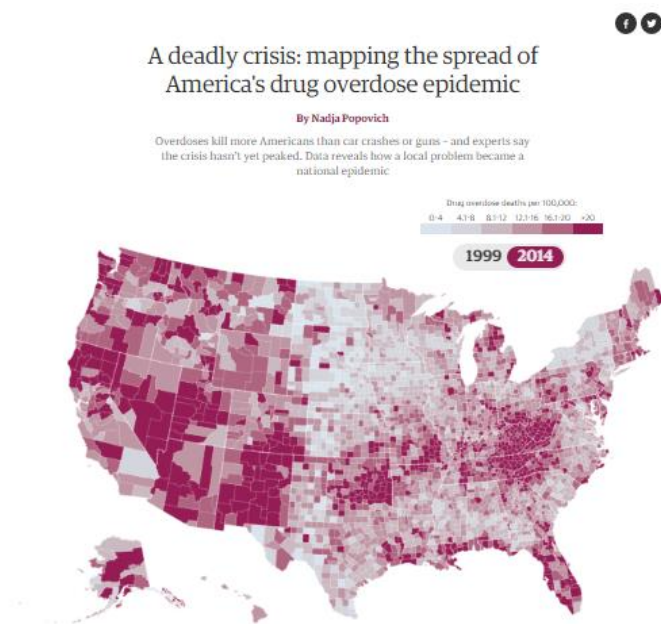 A deadly crisis: mapping the spread of
America's drug overdose epidemic
By Nadja Popovich
Overdoses kill more Americans than car crashes or guns – and experts say
the crisis hasn't yet peaked. Data reveals how a local problem became a
national epidemic
Drug overdose deaths per 100,000:
0-4 4.1-8 8.1-12 12.1-16 16.1-20 +20
1999 2014